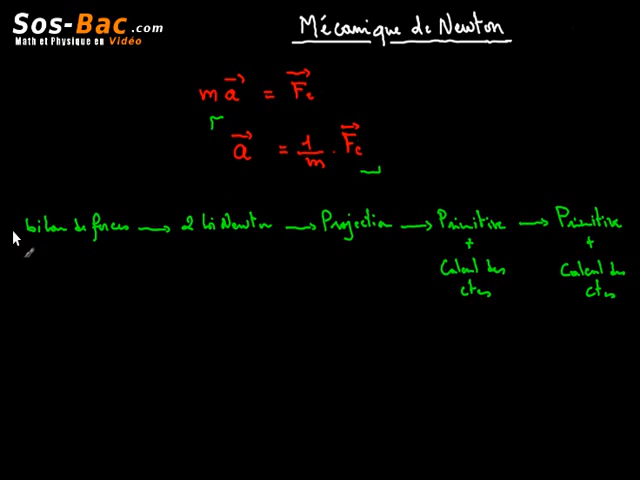 Sos-Bac.com
Math et Physique en Vidéo
Mécanique de Newton
m a⃗ = F⃗e
a⃗ = 1/m . F⃗e
bilan de forces → 2 loi Newton → Projection → Primitive → Primitive
+ +
Calcul des Calcul des
ctes ctes